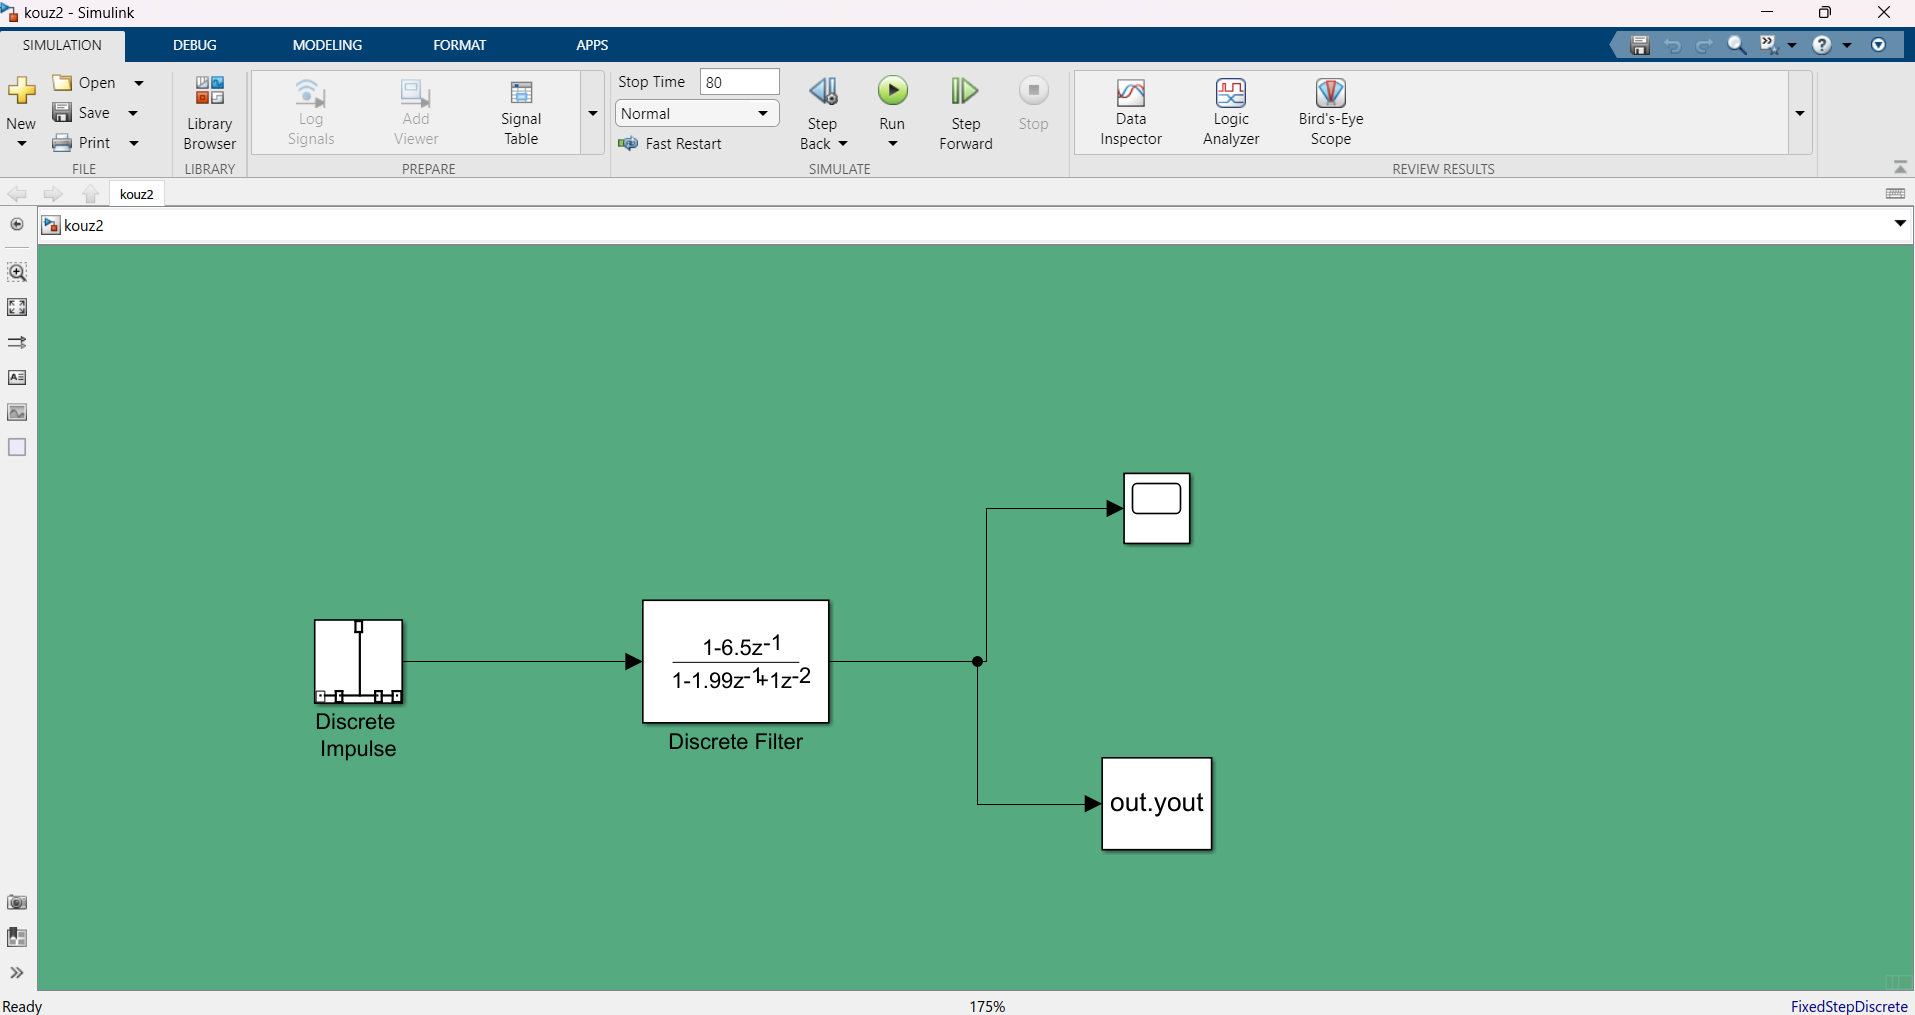 kouz2 - Simulink
SIMULATION
DEBUG
MODELING
FORMAT
APPS
New
Open
Save
Print
FILE
Library
Browser
LIBRARY
Log
Signals
Add
Viewer
Signal
Table
PREPARE
Stop Time 80
Normal
Fast Restart
Step
Back
Run
Step
Forward
Stop
SIMULATE
Data
Inspector
Logic
Analyzer
Bird's-Eye
Scope
REVIEW RESULTS
kouz2
kouz2
1-6.5z-1
1-1.99z-1+1z-2
Discrete
Impulse
Discrete Filter
out.yout
Ready
175%
FixedStepDiscrete